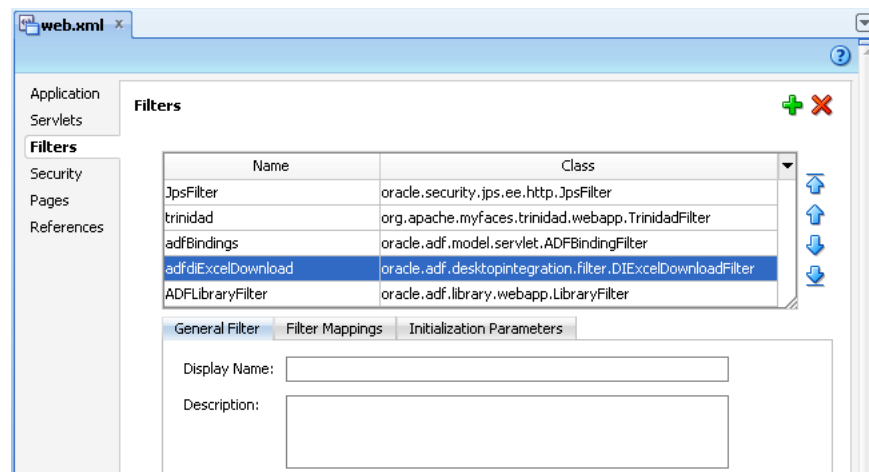 web.xml x
?
Application
Servlets
Filters
Security
Pages
References
Filters
Name Class
JpsFilter oracle.security.jps.ee.http.JpsFilter
trinidad org.apache.myfaces.trinidad.webapp.TrinidadFilter
adfBindings oracle.adf.model.servlet.ADFBindingFilter
adfdiExcelDownload oracle.adf.desktopintegration.filter.DIExcelDownloadFilter
ADFLibraryFilter oracle.adf.library.webapp.LibraryFilter
General Filter Filter Mappings Initialization Parameters
Display Name:
Description: